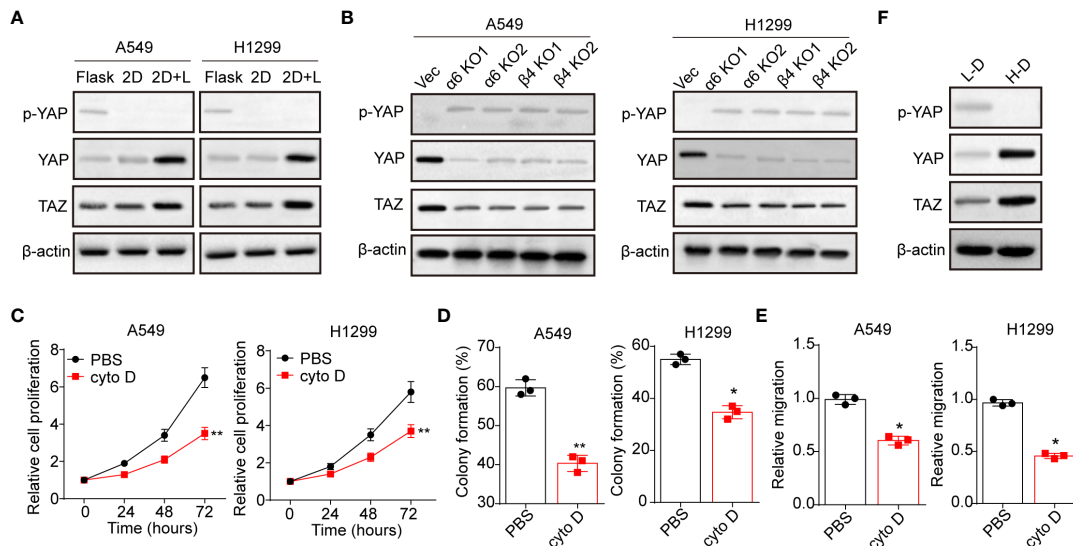 A
A549 H1299
Flask 2D 2D+L Flask 2D 2D+L
p-YAP
YAP
TAZ
β-actin
B
A549
Vec α6 KO1 α6 KO2 β4 KO1 β4 KO2
p-YAP
YAP
TAZ
β-actin
H1299
Vec α6 KO1 α6 KO2 β4 KO1 β4 KO2
p-YAP
YAP
TAZ
β-actin
F
L-D H-D
p-YAP
YAP
TAZ
β-actin
C
A549
Relative cell proliferation
8
6
4
2
0
PBS
cyto D
**
0 24 48 72
Time (hours)
H1299
Relative cell proliferation
8
6
4
2
0
PBS
cyto D
**
0 24 48 72
Time (hours)
D
A549
Colony formation (%)
70
60
50
40
30
**
PBS cyto D
H1299
Colony formation (%)
60
40
20
0
*
PBS cyto D
E
A549
Relative migration
1.5
1.0
0.5
0.0
*
PBS cyto D
H1299
Reative migration
1.5
1.0
0.5
0.0
*
PBS cyto D